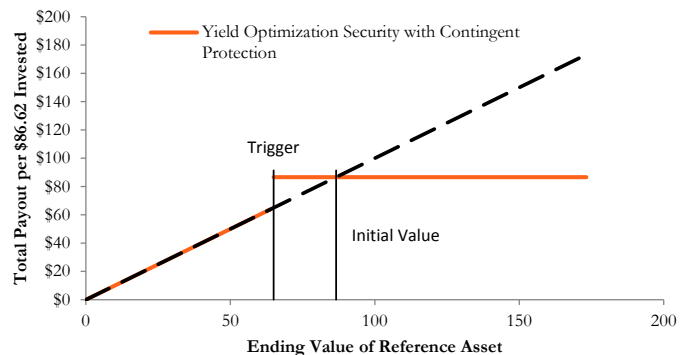 $200
$180
$160
$140
$120
$100
$80
$60
$40
$20
$0
Total Payout per $86.62 Invested
Yield Optimization Security with Contingent
Protection
Trigger
Initial Value
0
50
100
150
200
Ending Value of Reference Asset